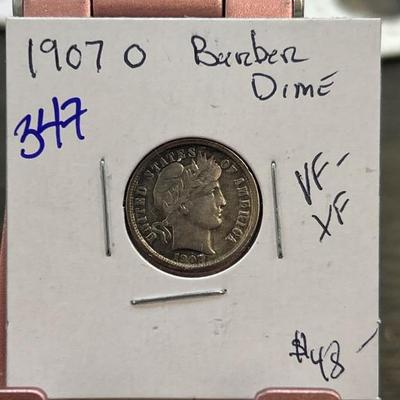 1907 O Barber
Dime
347
UNITED STATES OF AMERICA
1907
VF-
XF
$48-